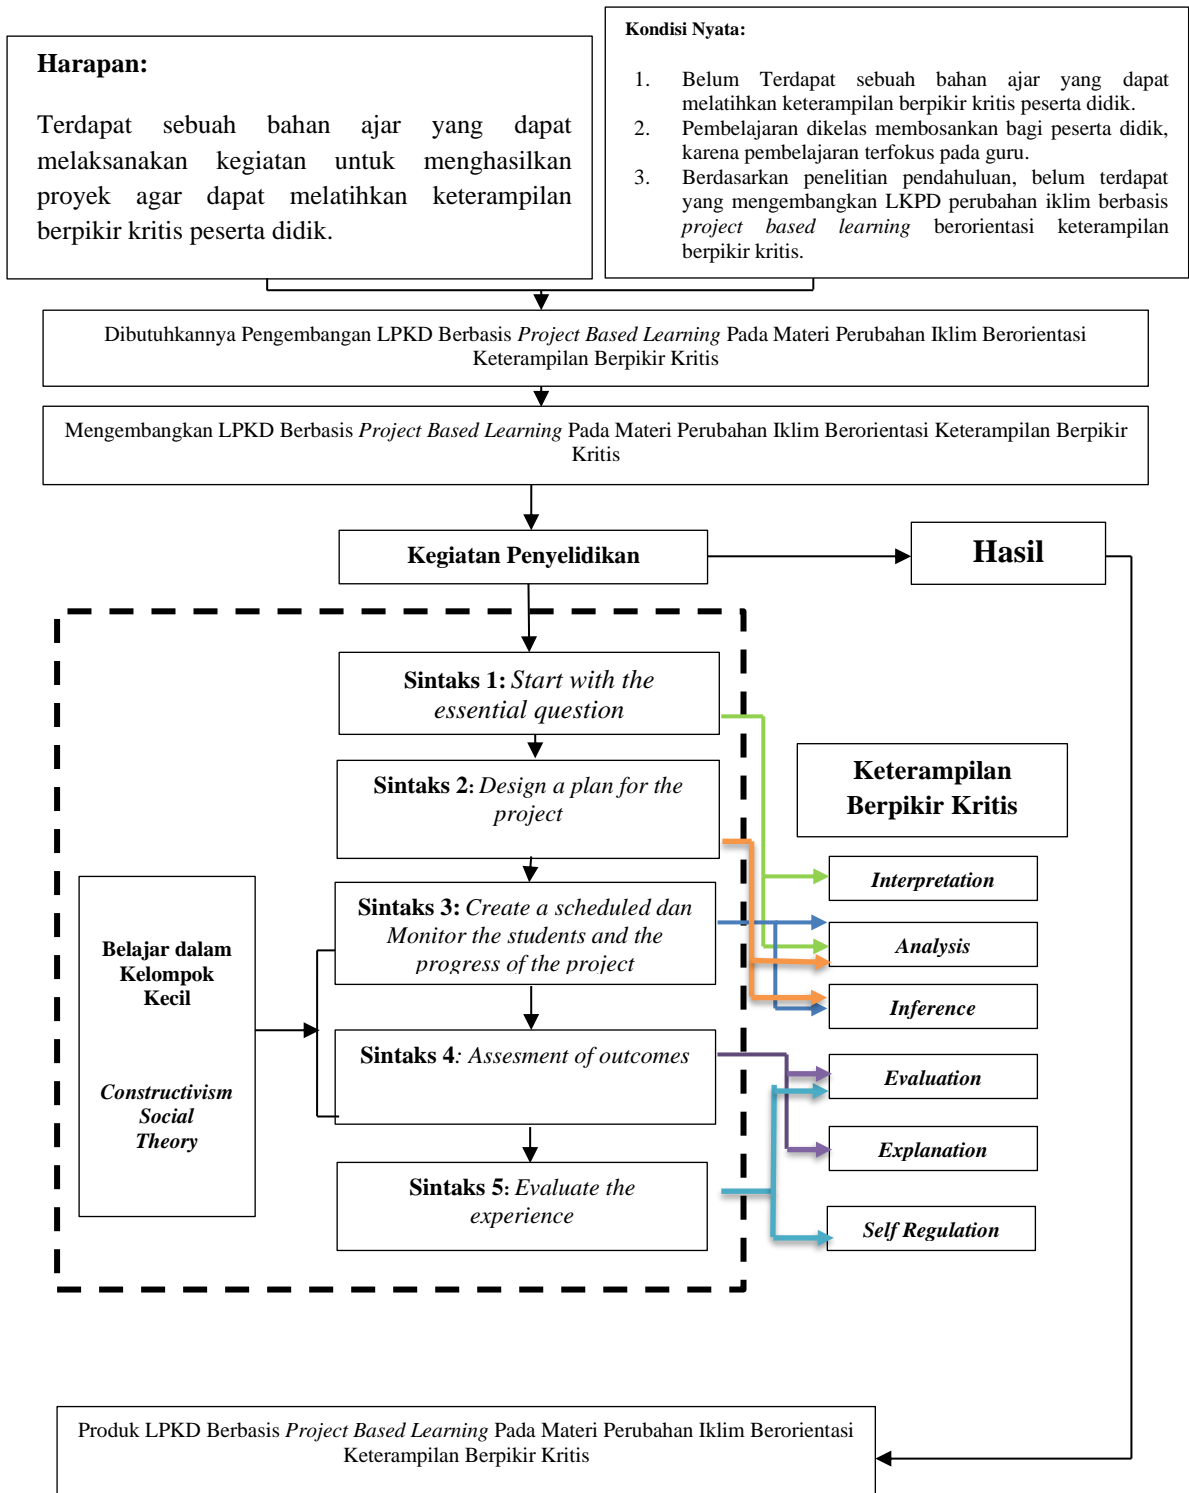 Harapan:
Terdapat sebuah bahan ajar yang dapat
melaksanakan kegiatan untuk menghasilkan
proyek agar dapat melatihkan keterampilan
berpikir kritis peserta didik.
Kondisi Nyata:
1. Belum Terdapat sebuah bahan ajar yang dapat
melatihkan keterampilan berpikir kritis peserta didik.
2. Pembelajaran dikelas membosankan bagi peserta didik,
karena pembelajaran terfokus pada guru.
3. Berdasarkan penelitian pendahuluan, belum terdapat
yang mengembangkan LKPD perubahan iklim berbasis
project based learning berorientasi keterampilan
berpikir kritis.
Dibutuhkannya Pengembangan LPKD Berbasis Project Based Learning Pada Materi Perubahan Iklim Berorientasi
Keterampilan Berpikir Kritis
Mengembangkan LPKD Berbasis Project Based Learning Pada Materi Perubahan Iklim Berorientasi Keterampilan Berpikir
Kritis
Kegiatan Penyelidikan
Hasil
Sintaks 1: Start with the
essential question
Sintaks 2: Design a plan for the
project
Sintaks 3: Create a scheduled dan
Monitor the students and the
progress of the project
Sintaks 4: Assesment of outcomes
Sintaks 5: Evaluate the
experience
Belajar dalam
Kelompok
Kecil
Constructivism
Social
Theory
Keterampilan
Berpikir Kritis
Interpretation
Analysis
Inference
Evaluation
Explanation
Self Regulation
Produk LPKD Berbasis Project Based Learning Pada Materi Perubahan Iklim Berorientasi
Keterampilan Berpikir Kritis